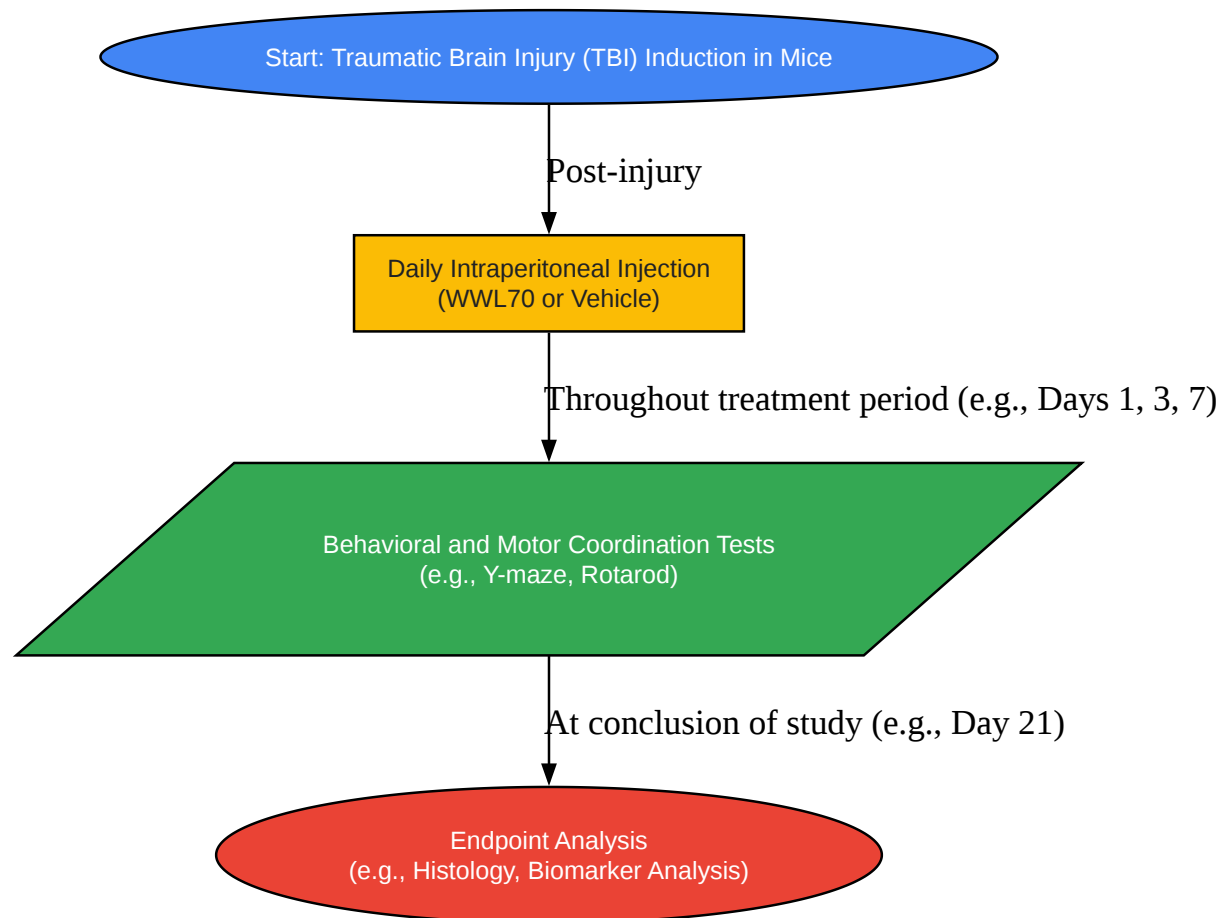 Start: Traumatic Brain Injury (TBI) Induction in Mice
Post-injury
Daily Intraperitoneal Injection
(WWL70 or Vehicle)
Throughout treatment period (e.g., Days 1, 3, 7)
Behavioral and Motor Coordination Tests
(e.g., Y-maze, Rotarod)
At conclusion of study (e.g., Day 21)
Endpoint Analysis
(e.g., Histology, Biomarker Analysis)